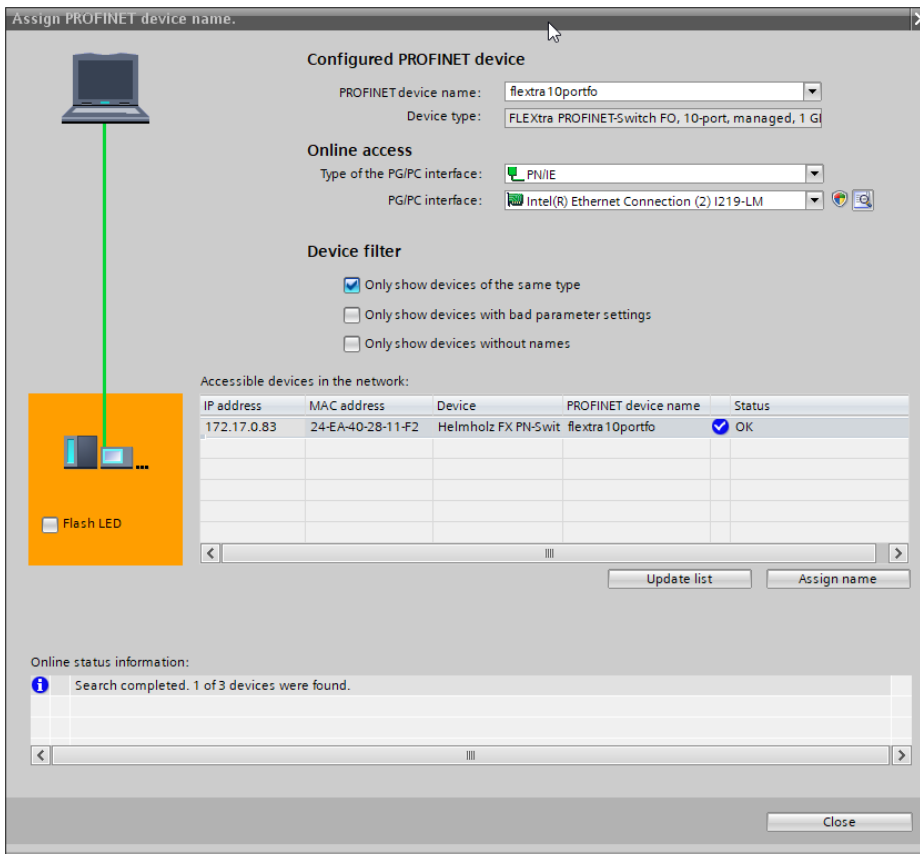 Assign PROFINET device name.
Configured PROFINET device
PROFINET device name: flextra10portfo
Device type: FLEXtra PROFINET-Switch FO, 10-port, managed, 1 GI
Online access
Type of the PG/PC interface: PN/IE
PG/PC interface: Intel(R) Ethernet Connection (2) I219-LM
Device filter
Only show devices of the same type
Only show devices with bad parameter settings
Only show devices without names
Accessible devices in the network:
IP address MAC address Device PROFINET device name Status
172.17.0.83 24-EA-40-28-11-F2 Helmholz FX PN-Swit flextra10portfo OK
Flash LED
Update list Assign name
Online status information:
Search completed. 1 of 3 devices were found.
Close